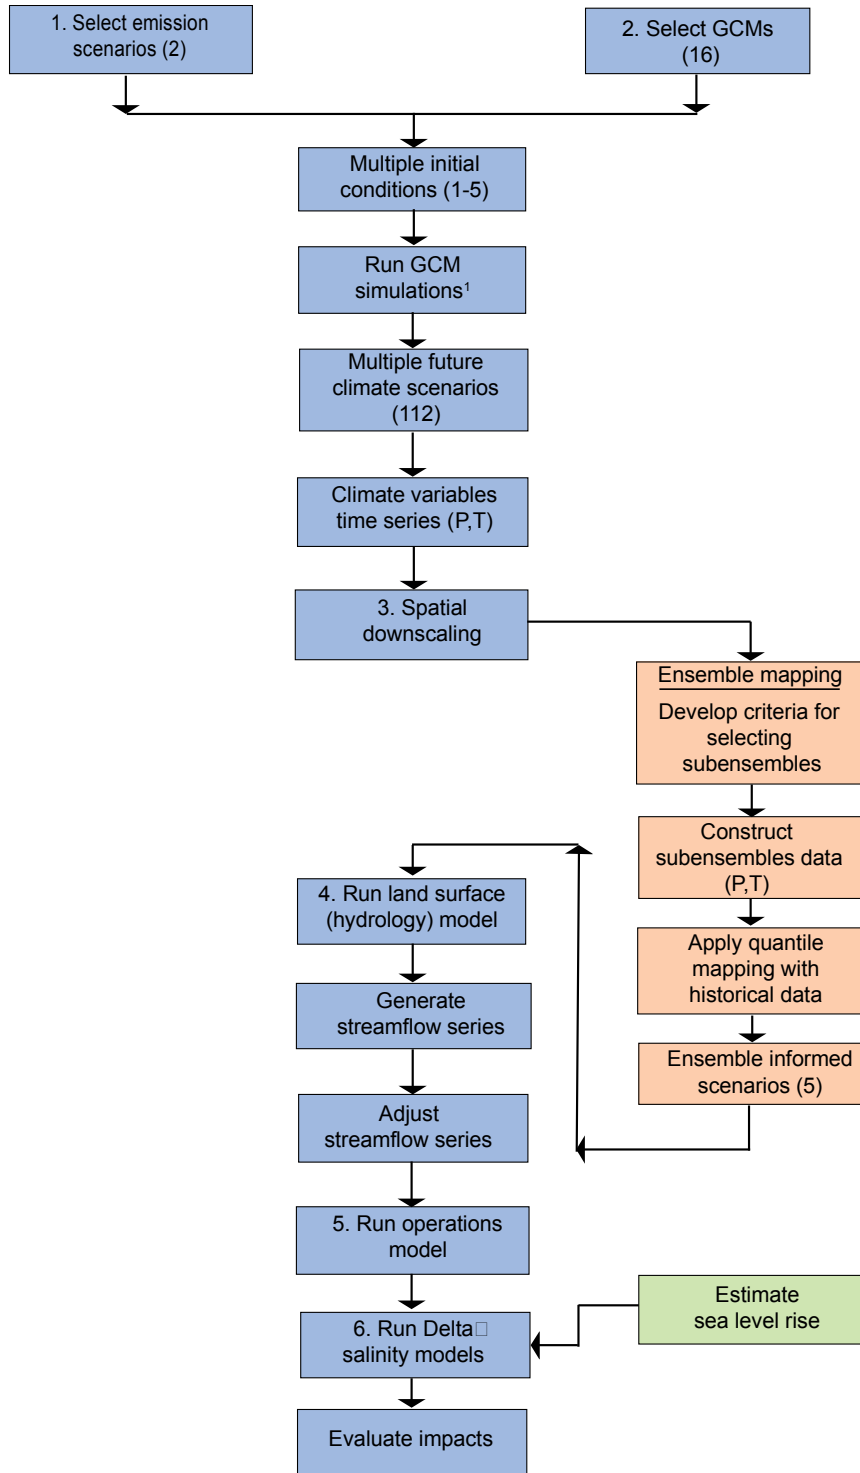 1. Select emission
scenarios (2)
2. Select GCMs
(16)
Multiple initial
conditions (1-5)
Run GCM
simulations¹
Multiple future
climate scenarios
(112)
Climate variables
time series (P,T)
3. Spatial
downscaling
Ensemble mapping
Develop criteria for
selecting
subensembles
Construct
subensembles data
(P,T)
Apply quantile
mapping with
historical data
Ensemble informed
scenarios (5)
4. Run land surface
(hydrology) model
Generate
streamflow series
Adjust
streamflow series
5. Run operations
model
Estimate
sea level rise
6. Run Delta□
salinity models
Evaluate impacts